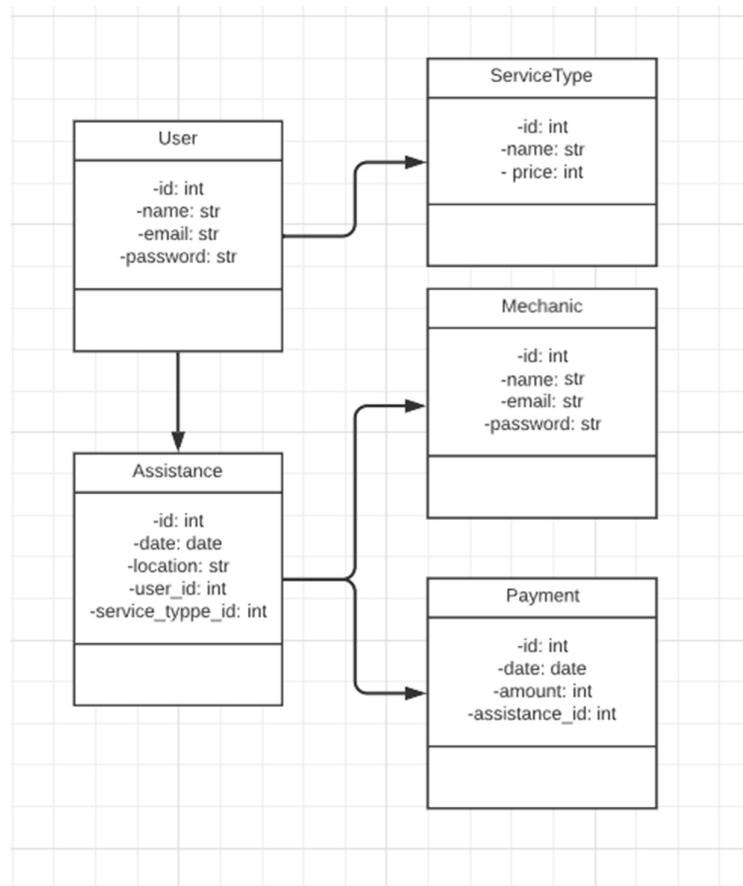 User
-id: int
-name: str
-email: str
-password: str
ServiceType
-id: int
-name: str
- price: int
Mechanic
-id: int
-name: str
-email: str
-password: str
Assistance
-id: int
-date: date
-location: str
-user_id: int
-service_typpe_id: int
Payment
-id: int
-date: date
-amount: int
-assistance_id: int